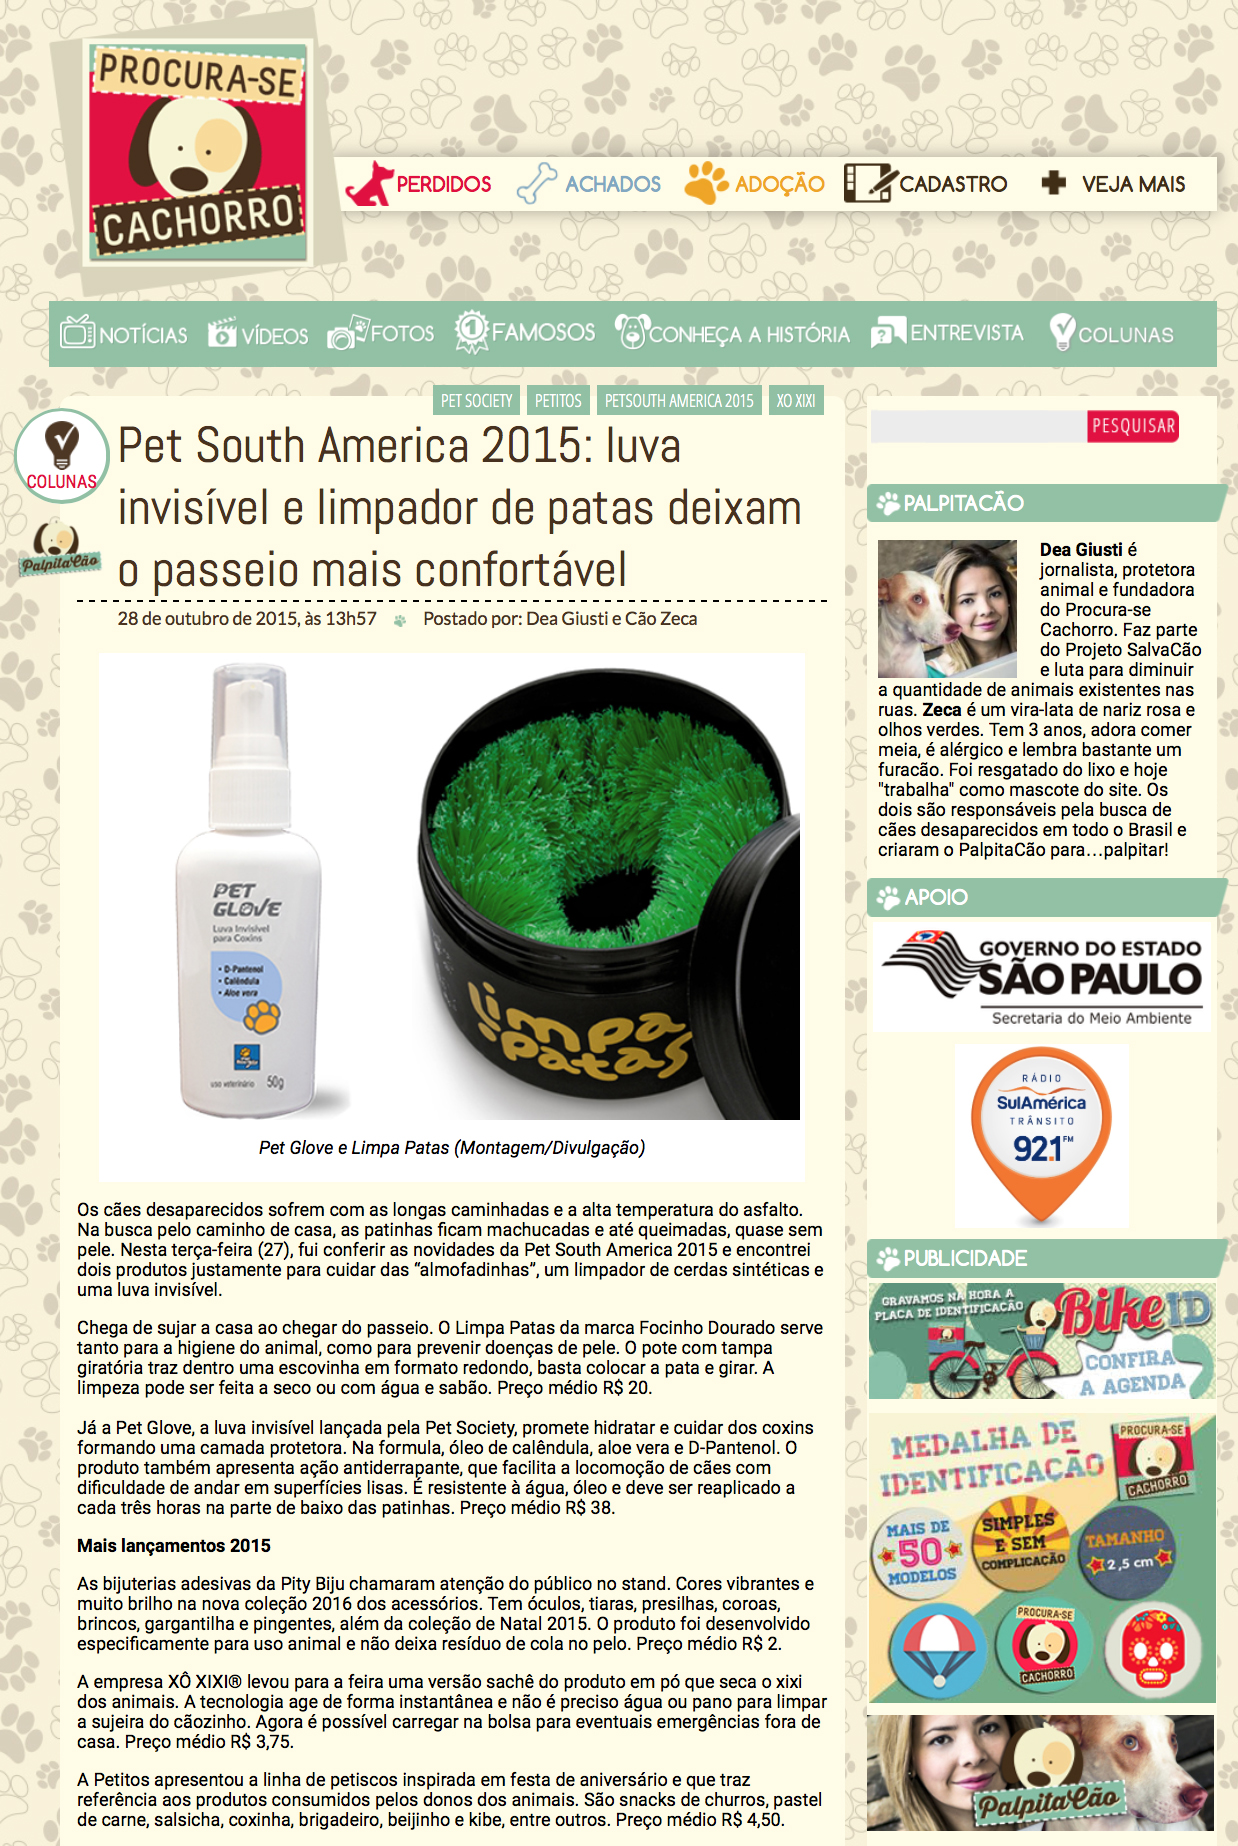 PROCURA-SE
CACHORRO
PERDIDOS
ACHADOS
ADOÇÃO
CADASTRO
VEJA MAIS
NOTÍCIAS
VÍDEOS
FOTOS
1
FAMOSOS
CONHEÇA A HISTÓRIA
?
ENTREVISTA
COLUNAS
PET SOCIETY
PETITOS
PETSOUTH AMERICA 2015
XO XIXI
COLUNAS
PalpitaCão
Pet South America 2015: luva
invisível e limpador de patas deixam
o passeio mais confortável
28 de outubro de 2015, às 13h57
Postado por: Dea Giusti e Cão Zeca
PET
GLOVE
Luva Invisível
para Coxins
• D-Pantenol
• Calêndula
• Aloe vera
uso veterinário 50g
Limpa
Patas
Pet Glove e Limpa Patas (Montagem/Divulgação)
Os cães desaparecidos sofrem com as longas caminhadas e a alta temperatura do asfalto.
Na busca pelo caminho de casa, as patinhas ficam machucadas e até queimadas, quase sem
pele. Nesta terça-feira (27), fui conferir as novidades da Pet South America 2015 e encontrei
dois produtos justamente para cuidar das “almofadinhas”, um limpador de cerdas sintéticas e
uma luva invisível.
Chega de sujar a casa ao chegar do passeio. O Limpa Patas da marca Focinho Dourado serve
tanto para a higiene do animal, como para prevenir doenças de pele. O pote com tampa
giratória traz dentro uma escovinha em formato redondo, basta colocar a pata e girar. A
limpeza pode ser feita a seco ou com água e sabão. Preço médio R$ 20.
Já a Pet Glove, a luva invisível lançada pela Pet Society, promete hidratar e cuidar dos coxins
formando uma camada protetora. Na formula, óleo de calêndula, aloe vera e D-Pantenol. O
produto também apresenta ação antiderrapante, que facilita a locomoção de cães com
dificuldade de andar em superfícies lisas. É resistente à água, óleo e deve ser reaplicado a
cada três horas na parte de baixo das patinhas. Preço médio R$ 38.
Mais lançamentos 2015
As bijuterias adesivas da Pity Biju chamaram atenção do público no stand. Cores vibrantes e
muito brilho na nova coleção 2016 dos acessórios. Tem óculos, tiaras, presilhas, coroas,
brincos, gargantilha e pingentes, além da coleção de Natal 2015. O produto foi desenvolvido
especificamente para uso animal e não deixa resíduo de cola no pelo. Preço médio R$ 2.
A empresa XÔ XIXI® levou para a feira uma versão sachê do produto em pó que seca o xixi
dos animais. A tecnologia age de forma instantânea e não é preciso água ou pano para limpar
a sujeira do cãozinho. Agora é possível carregar na bolsa para eventuais emergências fora de
casa. Preço médio R$ 3,75.
A Petitos apresentou a linha de petiscos inspirada em festa de aniversário e que traz
referência aos produtos consumidos pelos donos dos animais. São snacks de churros, pastel
de carne, salsicha, coxinha, brigadeiro, beijinho e kibe, entre outros. Preço médio R$ 4,50.
PESQUISAR
PALPITACÃO
Dea Giusti é
jornalista, protetora
animal e fundadora
do Procura-se
Cachorro. Faz parte
do Projeto SalvaCão
e luta para diminuir
a quantidade de animais existentes nas
ruas. Zeca é um vira-lata de nariz rosa e
olhos verdes. Tem 3 anos, adora comer
meia, é alérgico e lembra bastante um
furacão. Foi resgatado do lixo e hoje
"trabalha" como mascote do site. Os
dois são responsáveis pela busca de
cães desaparecidos em todo o Brasil e
criaram o PalpitaCão para…palpitar!
APOIO
GOVERNO DO ESTADO
SÃO PAULO
Secretaria do Meio Ambiente
RÁDIO
SulAmérica
TRÂNSITO
92.1 FM
PUBLICIDADE
GRAVAMOS NA HORA A
PLACA DE IDENTIFICAÇÃO
Bike ID
CONFIRA
A AGENDA
MEDALHA DE
IDENTIFICAÇÃO
PROCURA-SE
CACHORRO
MAIS DE
50
MODELOS
SIMPLES
E SEM
COMPLICAÇÃO
TAMANHO
2,5 cm
PROCURA-SE
CACHORRO
PalpitaCão